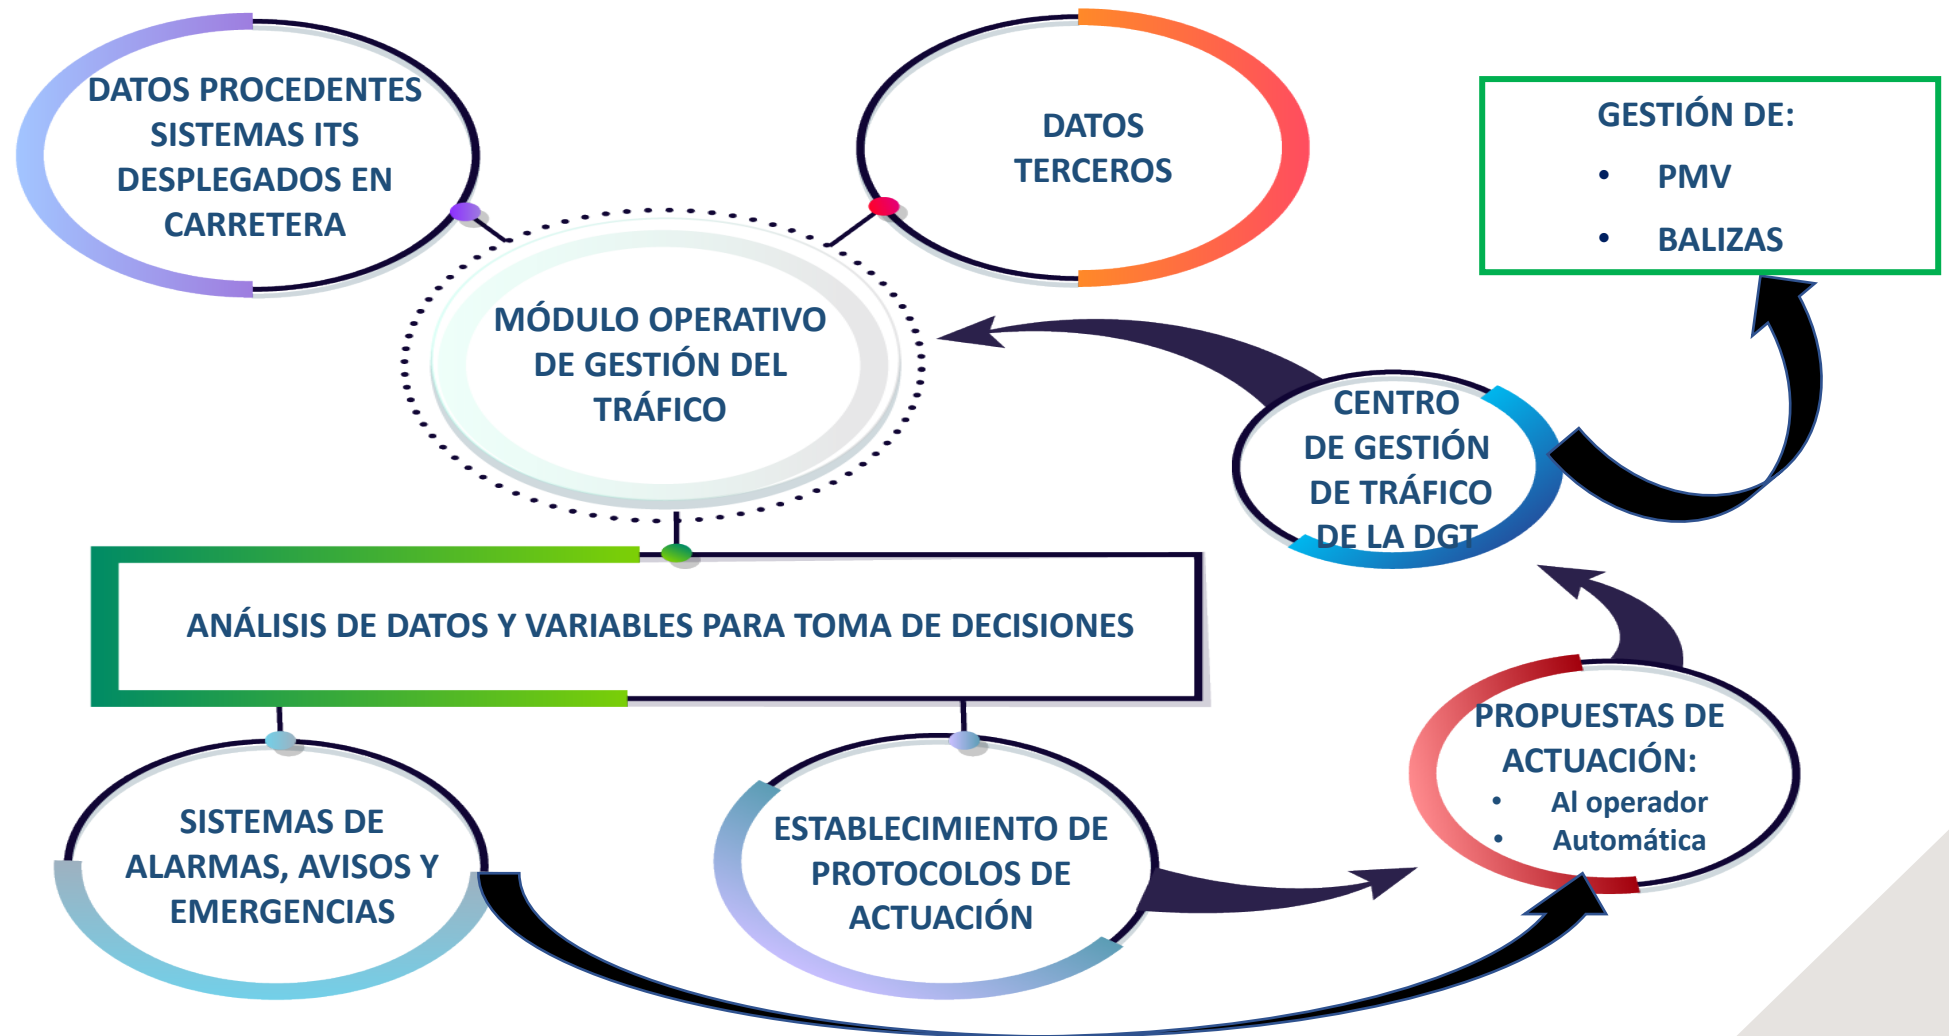 DATOS PROCEDENTES
SISTEMAS ITS
DESPLEGADOS EN
CARRETERA
DATOS
TERCEROS
GESTIÓN DE:
• PMV
• BALIZAS
MÓDULO OPERATIVO
DE GESTIÓN DEL
TRÁFICO
CENTRO
DE GESTIÓN
DE TRÁFICO
DE LA DGT
ANÁLISIS DE DATOS Y VARIABLES PARA TOMA DE DECISIONES
PROPUESTAS DE
ACTUACIÓN:
• Al operador
• Automática
SISTEMAS DE
ALARMAS, AVISOS Y
EMERGENCIAS
ESTABLECIMIENTO DE
PROTOCOLOS DE
ACTUACIÓN